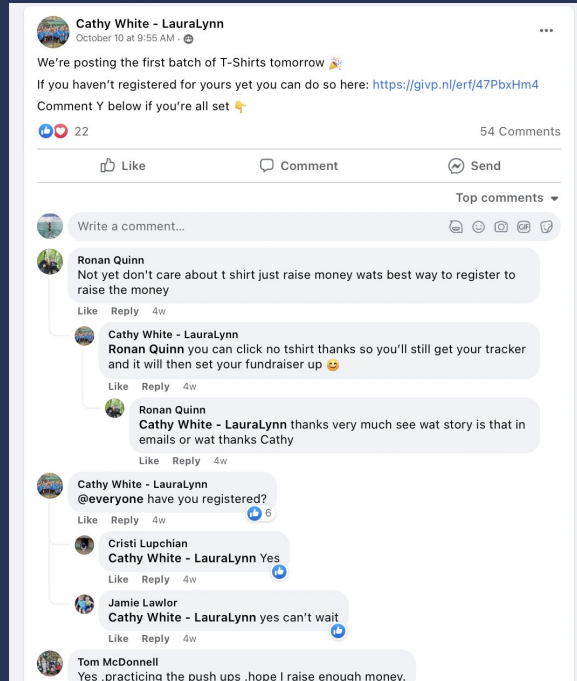 Cathy White - LauraLynn
October 10 at 9:55 AM ·
We're posting the first batch of T-Shirts tomorrow 🎉
If you haven't registered for yours yet you can do so here: https://givp.nl/erf/47PbxHm4
Comment Y below if you're all set 👇
22
54 Comments
Like
Comment
Send
Top comments
Write a comment...
GIF
Ronan Quinn
Not yet don't care about t shirt just raise money wats best way to register to
raise the money
Like Reply 4w
Cathy White - LauraLynn
Ronan Quinn you can click no tshirt thanks so you'll still get your tracker
and it will then set your fundraiser up 😊
Like Reply 4w
Ronan Quinn
Cathy White - LauraLynn thanks very much see wat story is that in
emails or wat thanks Cathy
Like Reply 4w
Cathy White - LauraLynn
@everyone have you registered?
6
Like Reply 4w
Cristi Lupchian
Cathy White - LauraLynn Yes
Like Reply 4w
Jamie Lawlor
Cathy White - LauraLynn yes can't wait
Like Reply 4w
Tom McDonnell
Yes ,practicing the push ups ,hope I raise enough money.